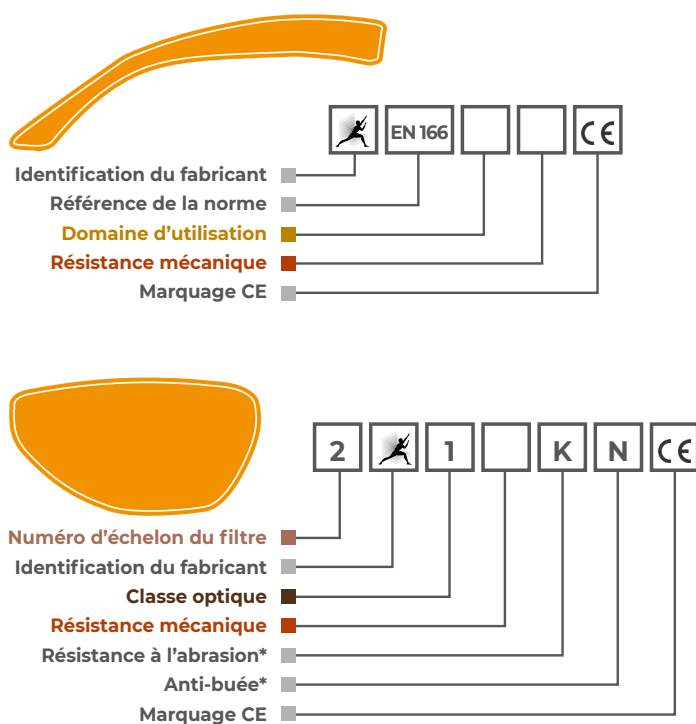 EN 166
CE
Identification du fabricant
Référence de la norme
Domaine d’utilisation
Résistance mécanique
Marquage CE
2 1 K N CE
Numéro d’échelon du filtre
Identification du fabricant
Classe optique
Résistance mécanique
Résistance à l’abrasion*
Anti-buée*
Marquage CE